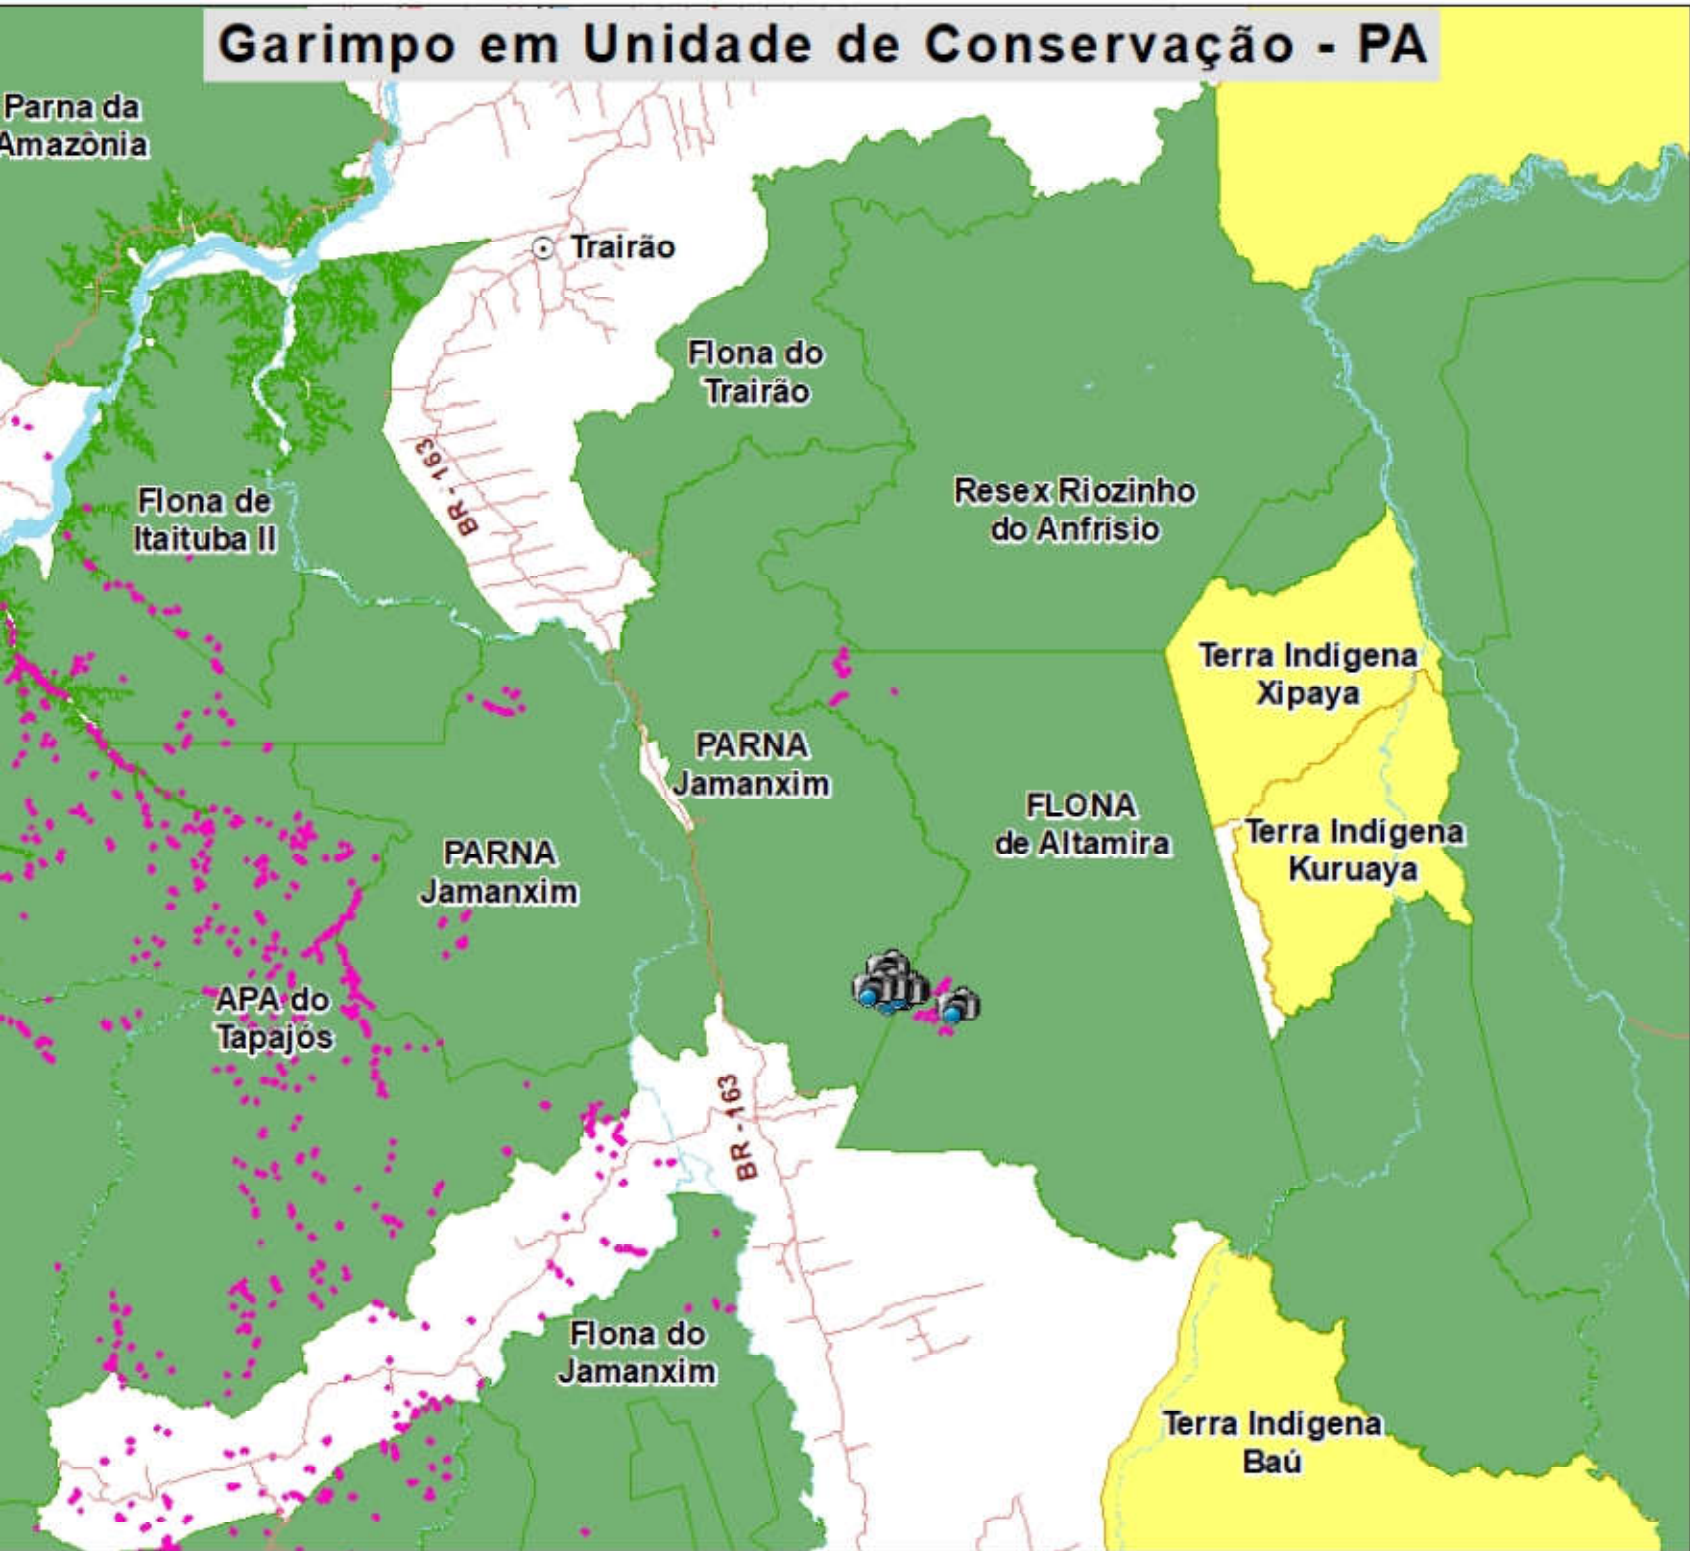 Garimpo em Unidade de Conservação - PA
Parna da
Amazônia
Trairão
Flona do
Trairão
BR - 163
Flona de
Itaituba II
Resex Riozinho
do Anfrísio
Terra Indígena
Xipaya
PARNA
Jamanxim
FLONA
de Altamira
Terra Indígena
Kuruaya
PARNA
Jamanxim
APA do
Tapajós
BR - 163
Flona do
Jamanxim
Terra Indígena
Baú